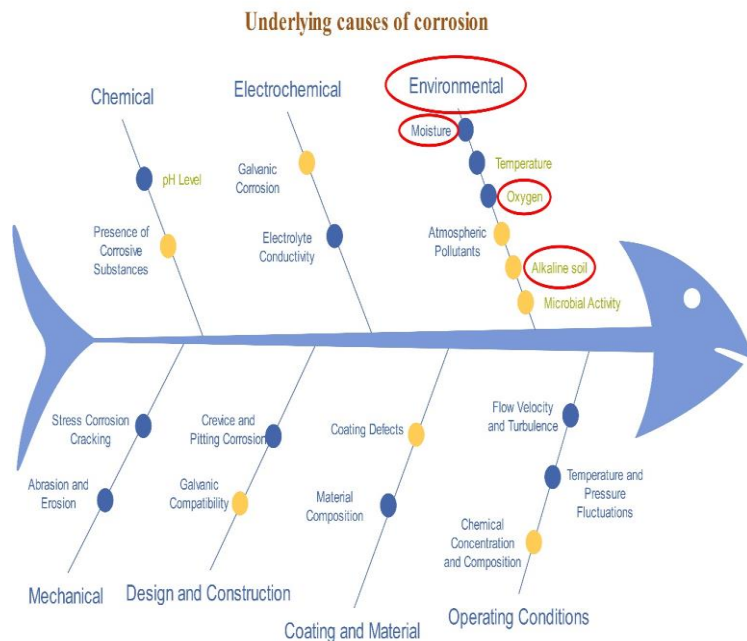 Underlying causes of corrosion
Chemical
Electrochemical
Environmental
Moisture
pH Level
Galvanic
Corrosion
Temperature
Oxygen
Presence of
Corrosive
Substances
Electrolyte
Conductivity
Atmospheric
Pollutants
Alkaline soil
Microbial Activity
Stress Corrosion
Cracking
Crevice and
Pitting Corrosion
Coating Defects
Flow Velocity
and Turbulence
Abrasion and
Erosion
Galvanic
Compatibility
Material
Composition
Temperature and
Pressure
Fluctuations
Chemical
Concentration
and Composition
Mechanical
Design and Construction
Coating and Material
Operating Conditions